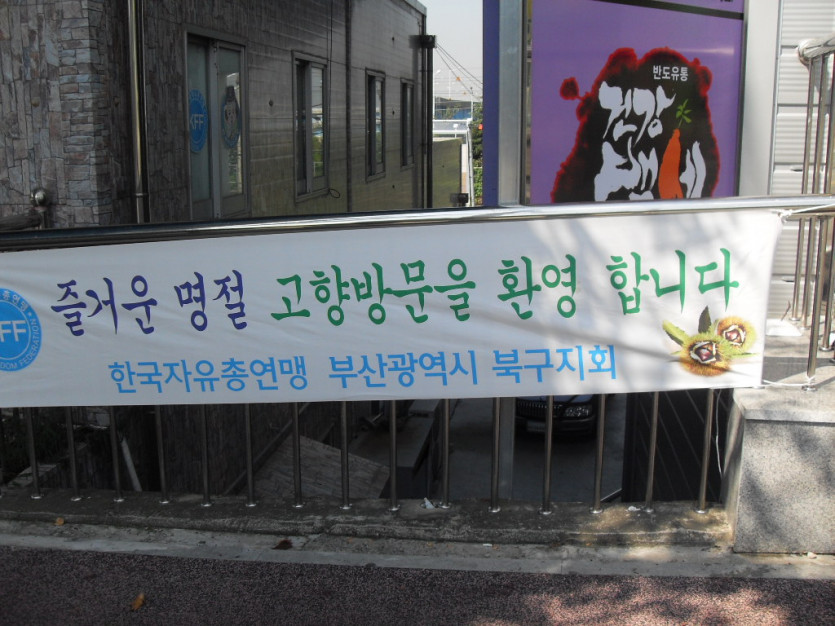 반도유통
건강
즐거운 명절 고향방문을 환영 합니다
한국자유총연맹 부산광역시 북구지회